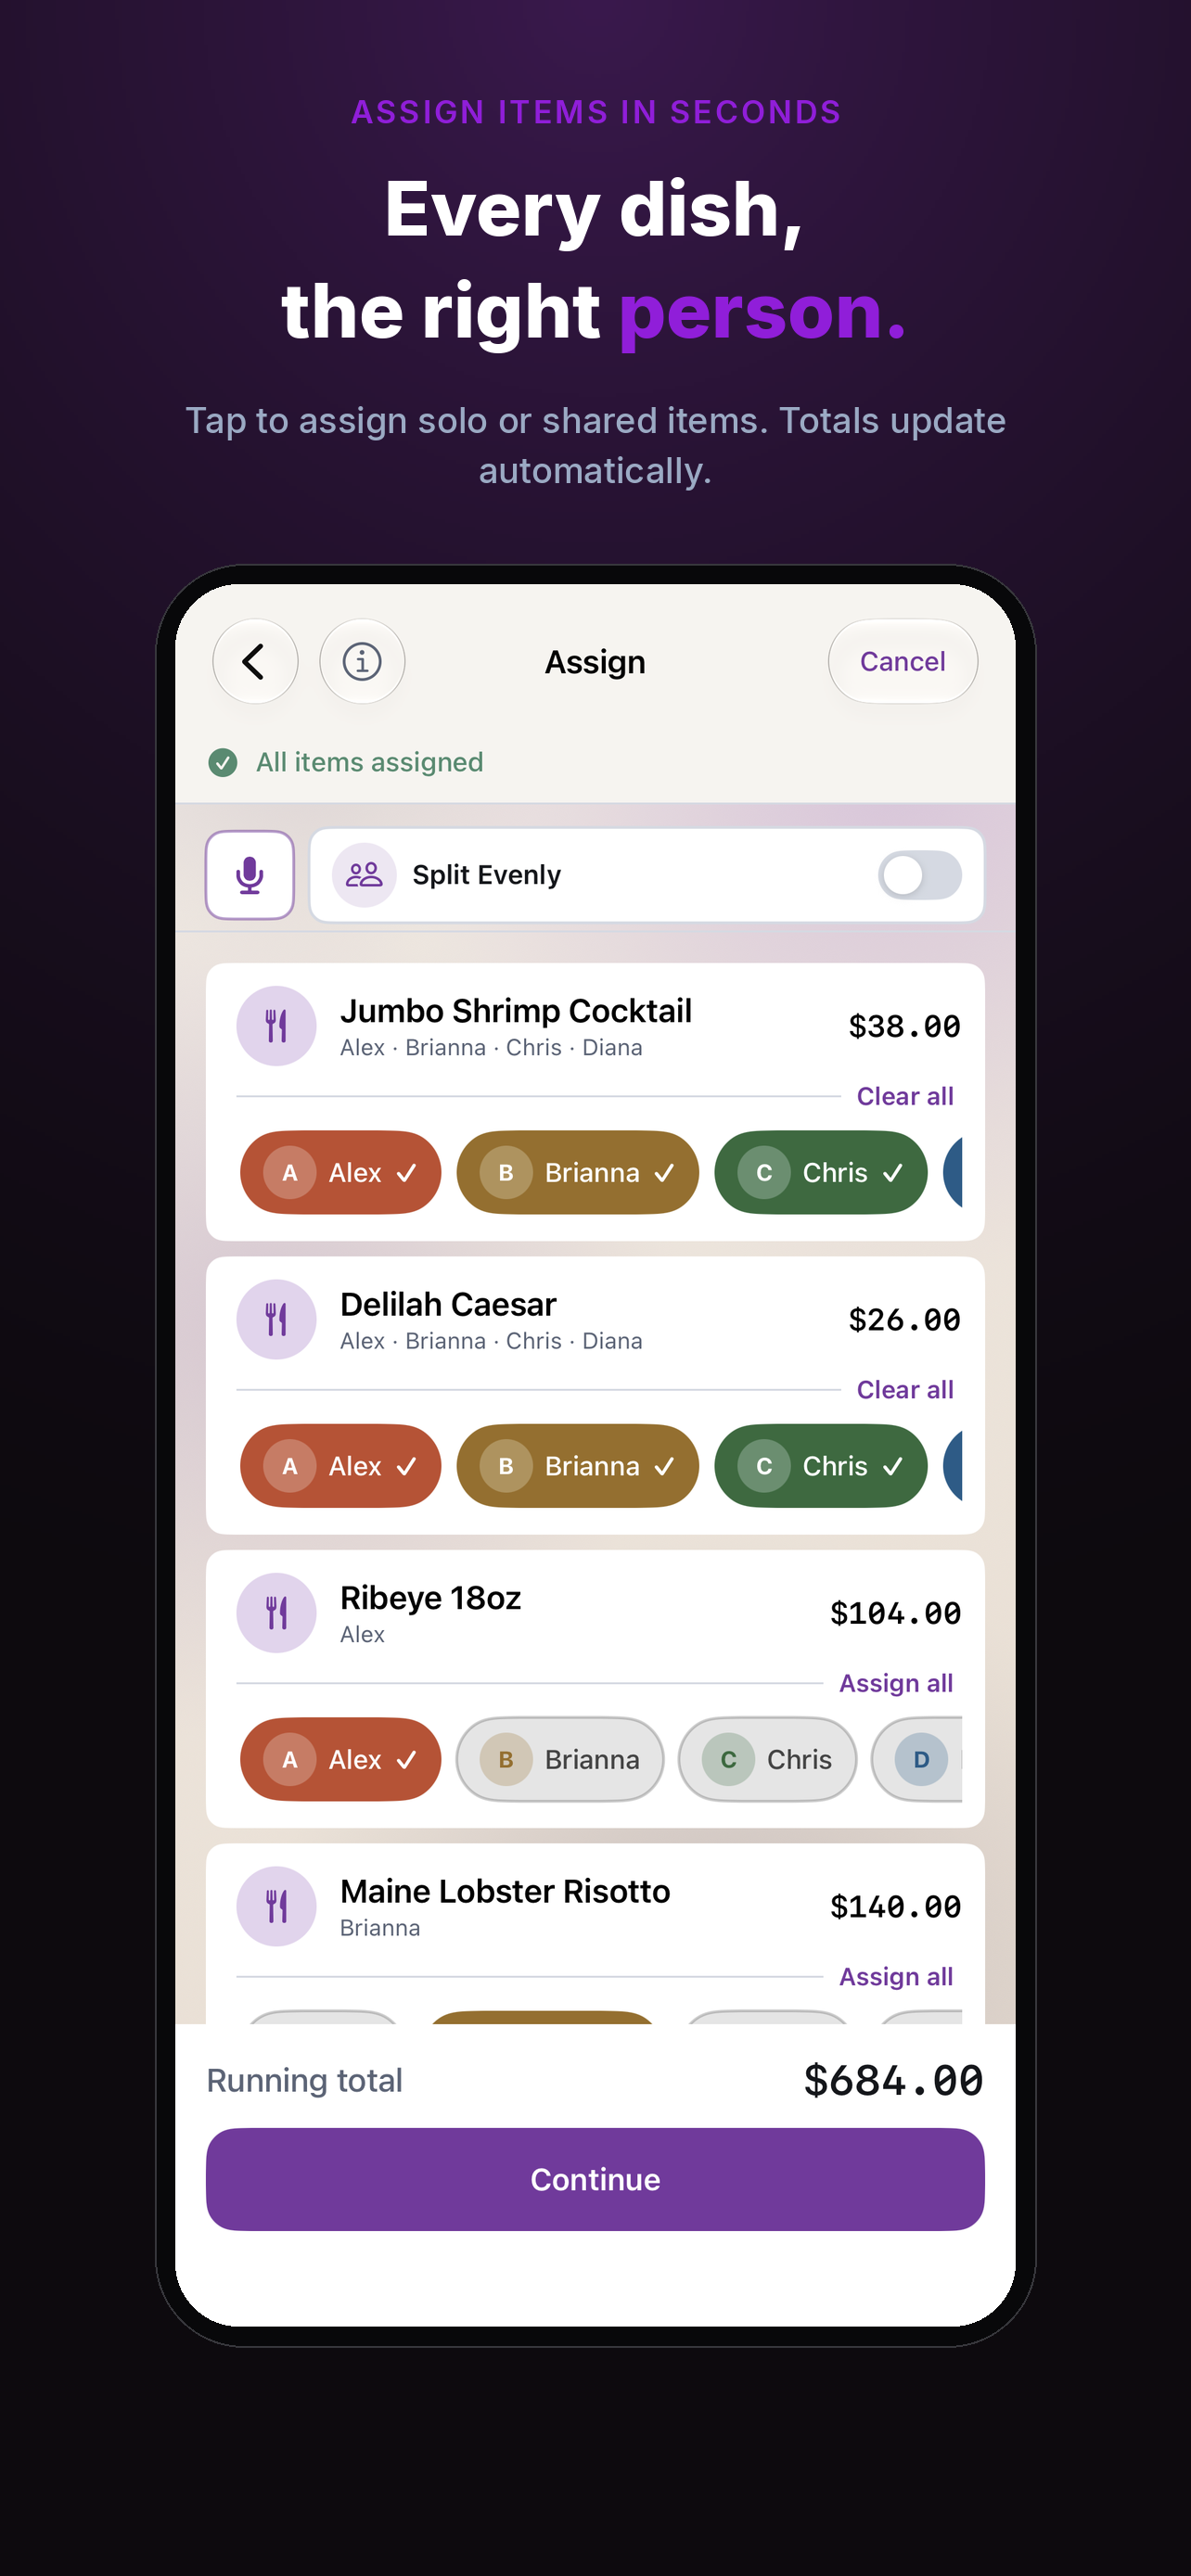 ASSIGN ITEMS IN SECONDS
Every dish,
the right person.
Tap to assign solo or shared items. Totals update
automatically.
Assign
Cancel
All items assigned
Split Evenly
Jumbo Shrimp Cocktail
Alex · Brianna · Chris · Diana
$38.00
Clear all
A Alex
B Brianna
C Chris
Delilah Caesar
Alex · Brianna · Chris · Diana
$26.00
Clear all
A Alex
B Brianna
C Chris
Ribeye 18oz
Alex
$104.00
Assign all
A Alex
B Brianna
C Chris
D
Maine Lobster Risotto
Brianna
$140.00
Assign all
Running total
$684.00
Continue